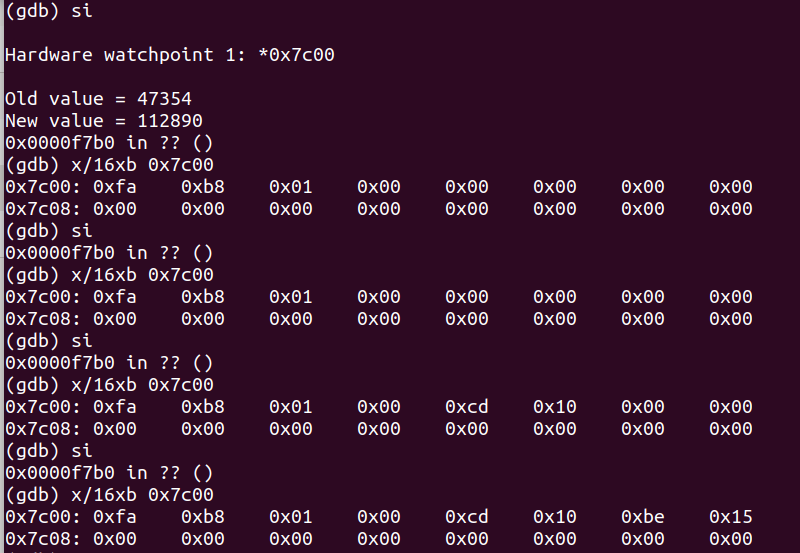 (gdb) si
Hardware watchpoint 1: *0x7c00
Old value = 47354
New value = 112890
0x0000f7b0 in ?? ()
(gdb) x/16xb 0x7c00
0x7c00: 0xfa 0xb8 0x01 0x00 0x00 0x00 0x00 0x00
0x7c08: 0x00 0x00 0x00 0x00 0x00 0x00 0x00 0x00
(gdb) si
0x0000f7b0 in ?? ()
(gdb) x/16xb 0x7c00
0x7c00: 0xfa 0xb8 0x01 0x00 0x00 0x00 0x00 0x00
0x7c08: 0x00 0x00 0x00 0x00 0x00 0x00 0x00 0x00
(gdb) si
0x0000f7b0 in ?? ()
(gdb) x/16xb 0x7c00
0x7c00: 0xfa 0xb8 0x01 0x00 0xcd 0x10 0x00 0x00
0x7c08: 0x00 0x00 0x00 0x00 0x00 0x00 0x00 0x00
(gdb) si
0x0000f7b0 in ?? ()
(gdb) x/16xb 0x7c00
0x7c00: 0xfa 0xb8 0x01 0x00 0xcd 0x10 0xbe 0x15
0x7c08: 0x00 0x00 0x00 0x00 0x00 0x00 0x00 0x00